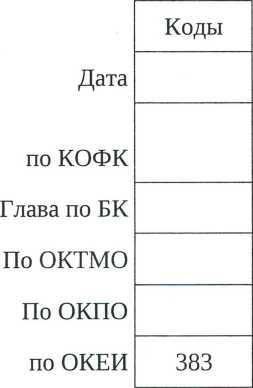 Коды
Дата
по КОФК
Глава по БК
По ОКТМО
По ОКПО
по ОКЕИ 383